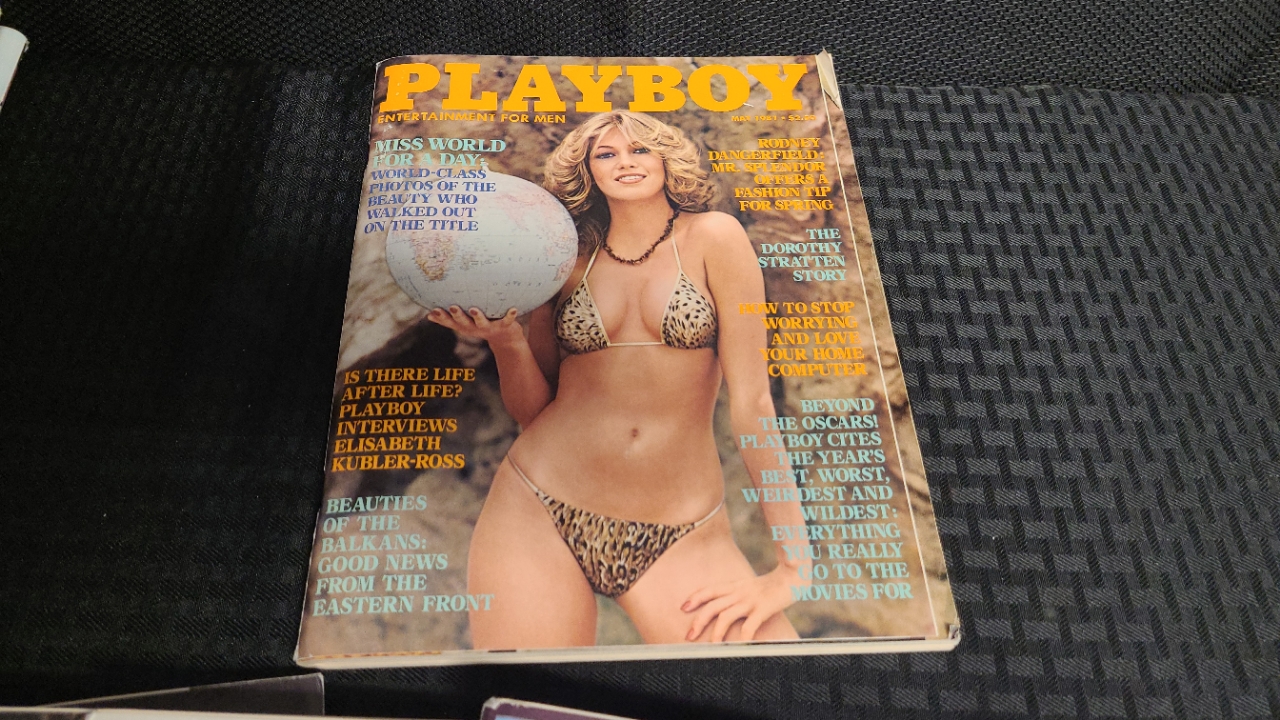 PLAYBOY
ENTERTAINMENT FOR MEN
MAY 1981 •
MISS WORLD
FOR A DAY:
WORLD-CLASS
PHOTOS OF THE
BEAUTY WHO
WALKED OUT
ON THE TITLE
RODNEY
DANGERFIELD:
MR. SPLENDOR
OFFERS A
FASHION TIP
FOR SPRING
THE
DOROTHY
STRATTEN
STORY
HOW TO STOP
WORRYING
AND LOVE
YOUR HOME
COMPUTER
IS THERE LIFE
AFTER LIFE?
PLAYBOY
INTERVIEWS
ELISABETH
KUBLER-ROSS
BEYOND
THE OSCARS!
PLAYBOY CITES
THE YEAR'S
BEST, WORST,
WEIRDEST AND
WILDEST:
EVERYTHING
YOU REALLY
GO TO THE
MOVIES FOR
BEAUTIES
OF THE
BALKANS:
GOOD NEWS
FROM THE
EASTERN FRONT